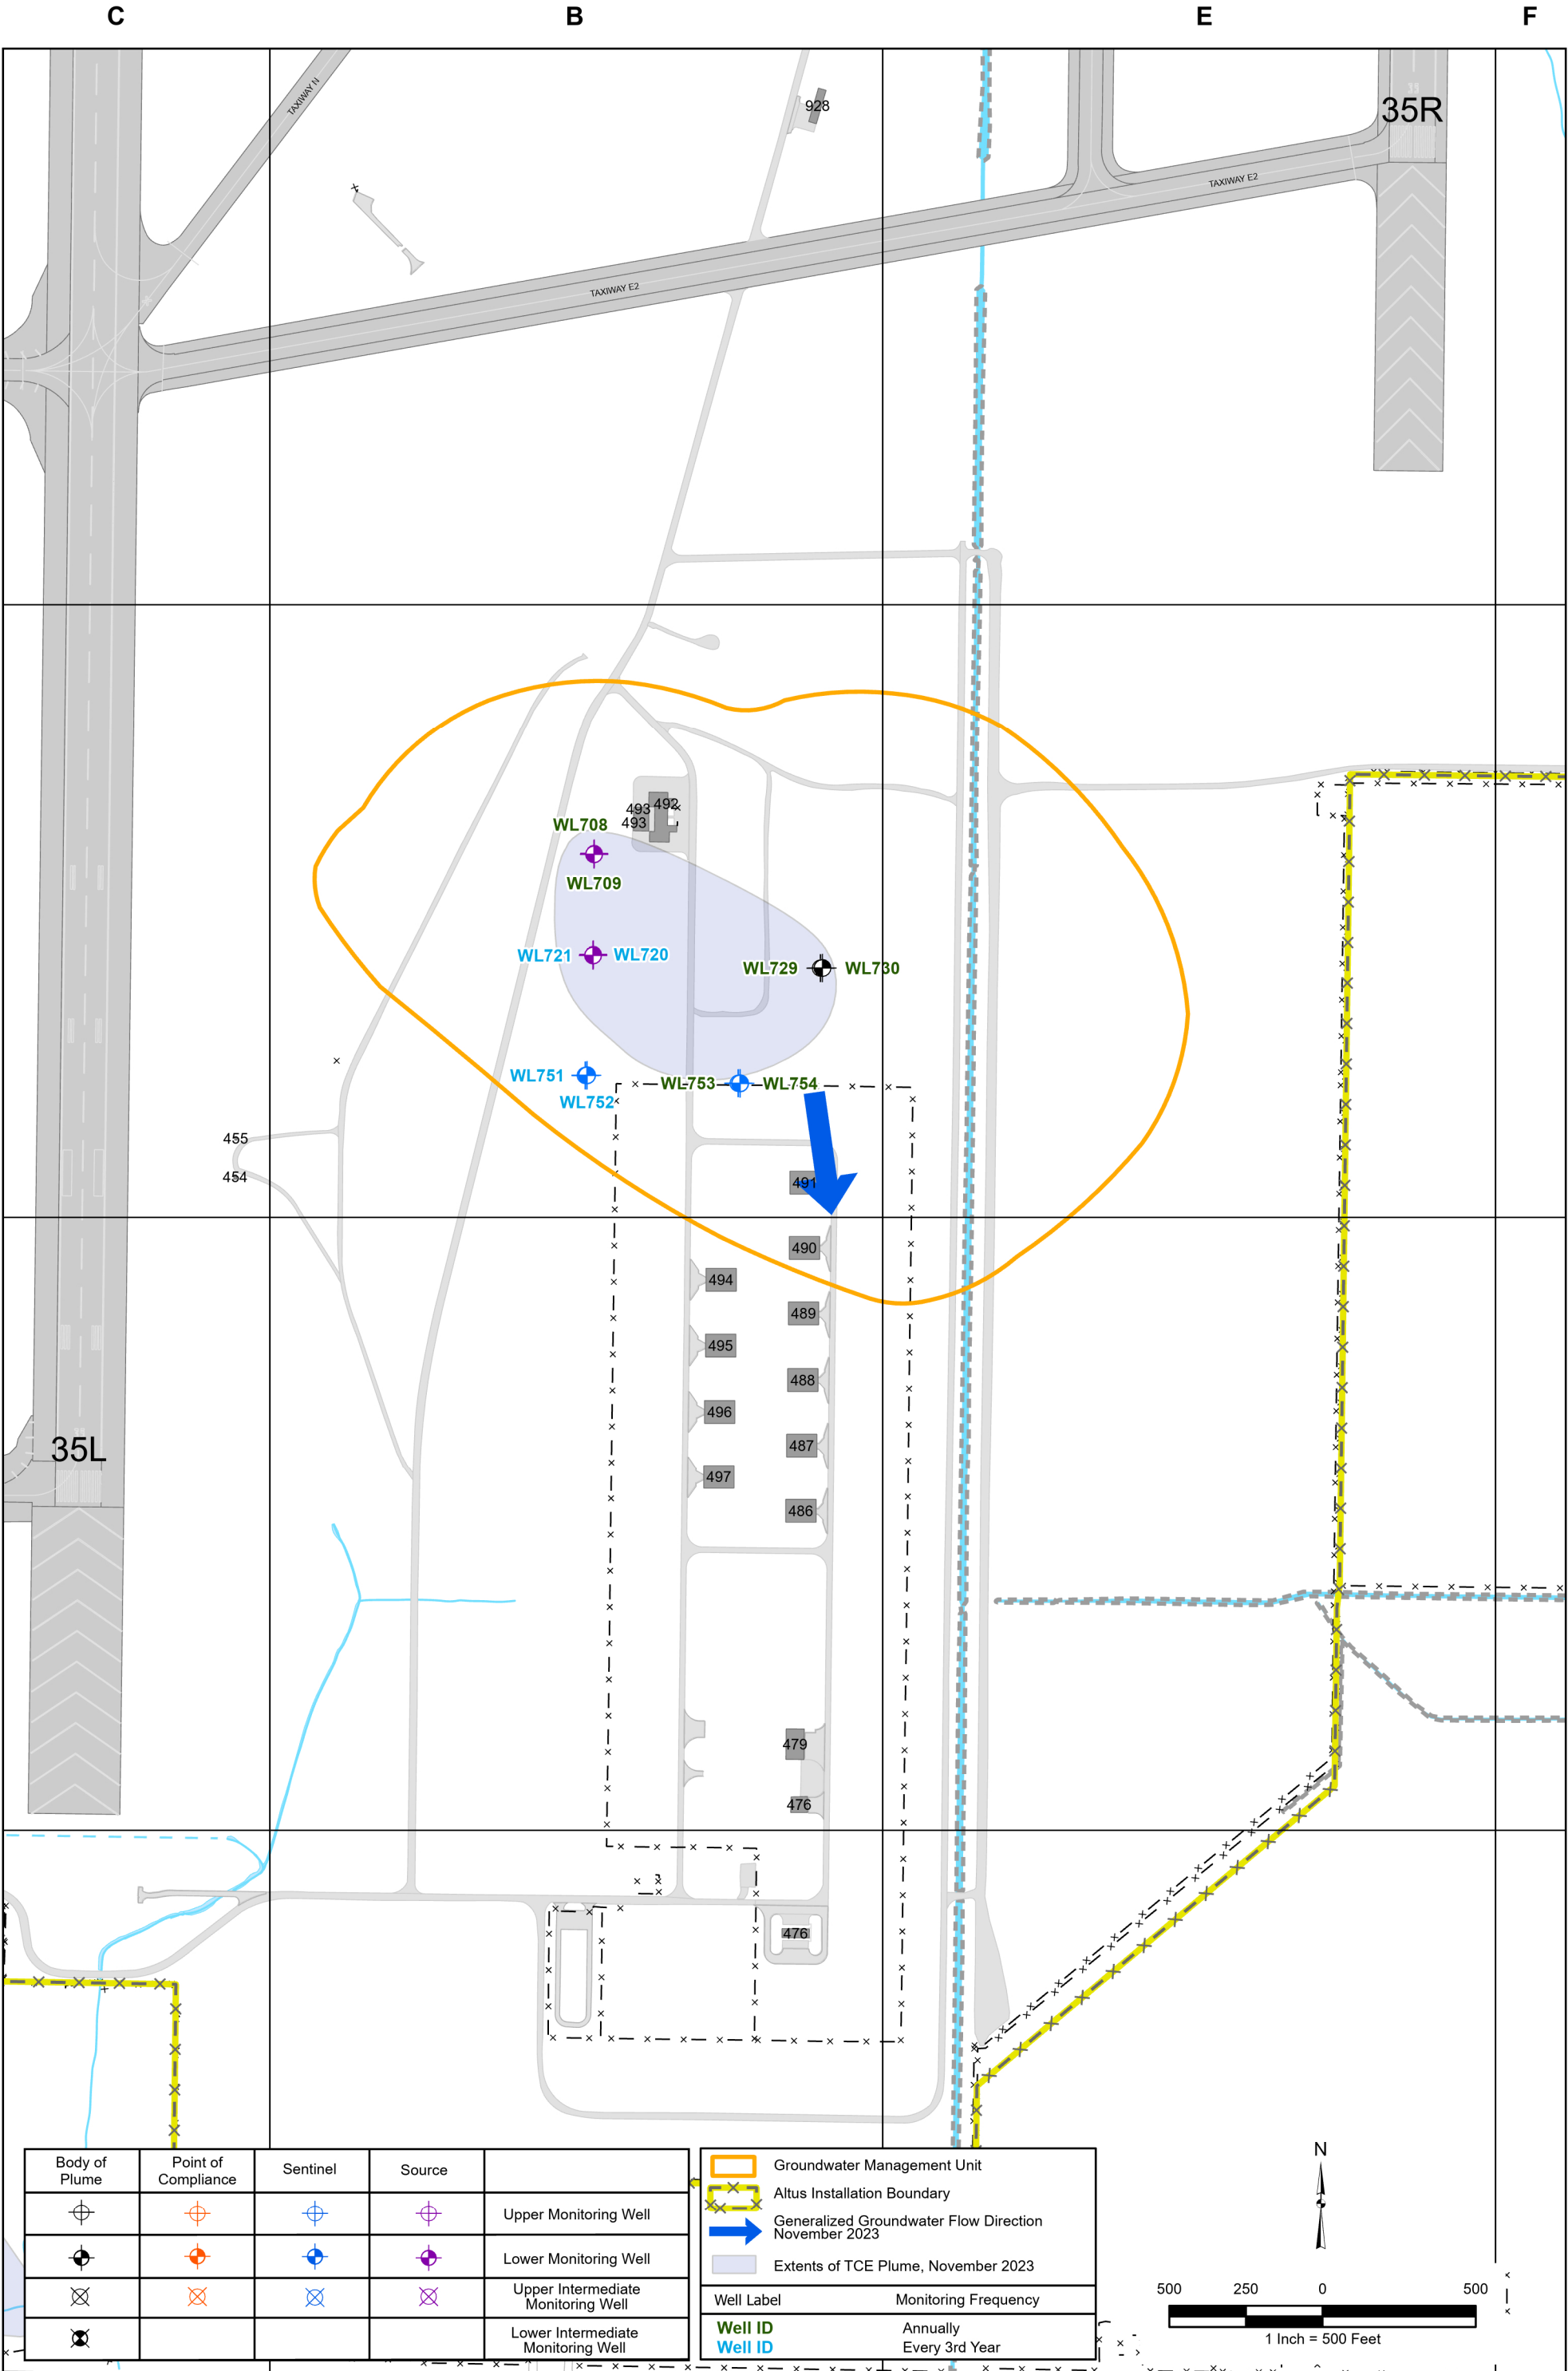 C B E F
TAXIWAY N
928
35R
TAXIWAY E2
TAXIWAY E2
493 492
493
WL708
WL709
WL721 WL720
WL729 WL730
WL751
WL752
WL753 WL754
455
454
491
490
494
489
495
488
496
35L
487
497
486
479
476
476
Body of Plume
Point of Compliance
Sentinel
Source
Upper Monitoring Well
Lower Monitoring Well
Upper Intermediate Monitoring Well
Lower Intermediate Monitoring Well
Groundwater Management Unit
Altus Installation Boundary
Generalized Groundwater Flow Direction
November 2023
Extents of TCE Plume, November 2023
Well Label Monitoring Frequency
Well ID Annually
Well ID Every 3rd Year
N
500 250 0 500
1 Inch = 500 Feet